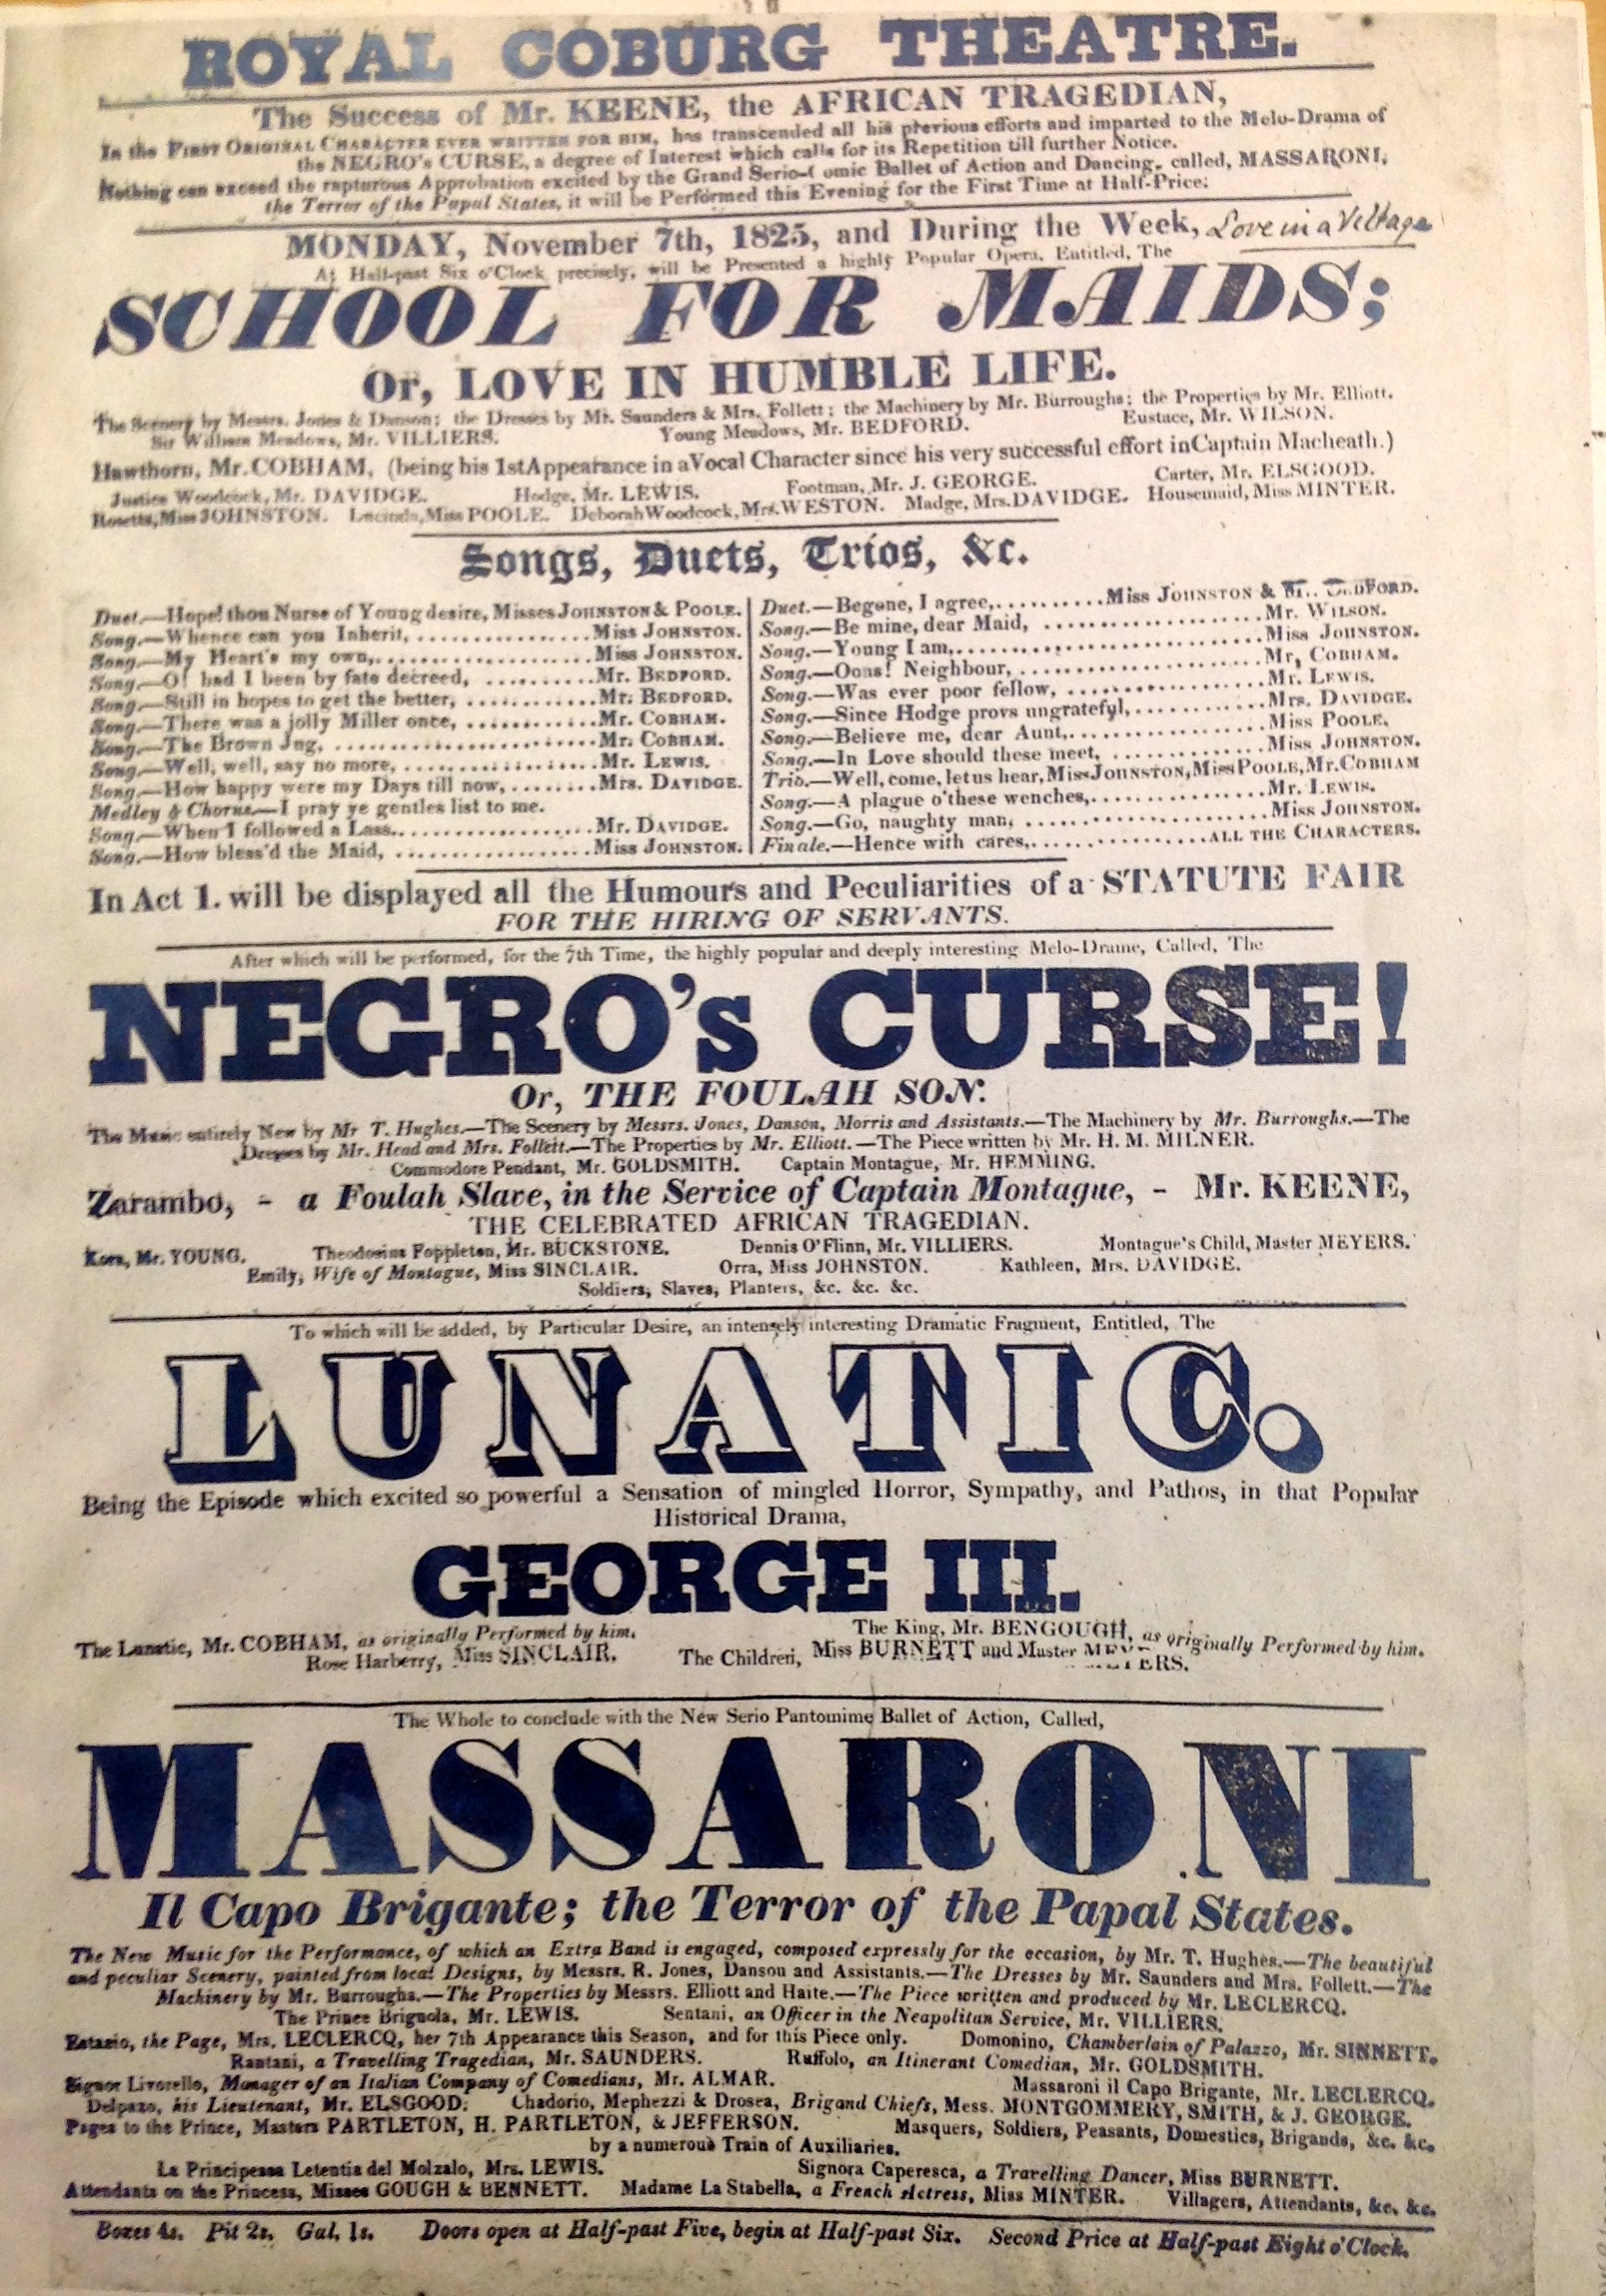 ROYAL COBURG THEATRE.
The Success of Mr. KEENE, the AFRICAN TRAGEDIAN,
In the FIRST ORIGINAL CHARACTER EVER WRITTEN FOR HIM, has transcended all his previous efforts and imparted to the Melo-Drama of
the NEGRO's CURSE, a degree of Interest which calls for its Repetition till further Notice.
Nothing can exceed the rapturous Approbation excited by the Grand Serio-Comic Ballet of Action and Dancing, called, MASSARONI,
the Terror of the Papal States, it will be Performed this Evening for the First Time at Half-Price.
MONDAY, November 7th, 1825, and During the Week, Love in a Village
At Half-past Six o'Clock precisely, will be Presented a highly Popular Opera, Entitled, The
SCHOOL FOR MAIDS;
Or, LOVE IN HUMBLE LIFE.
The Scenery by Messrs. Jones & Danson; the Dresses by Mr. Saunders & Mrs. Follett; the Machinery by Mr. Burroughs; the Properties by Mr. Elliott.
Sir William Meadows, Mr. VILLIERS. Young Meadows, Mr. BEDFORD. Eustace, Mr. WILSON.
Hawthorn, Mr. COBHAM, (being his 1st Appearance in a Vocal Character since his very successful effort in Captain Macheath.)
Justice Woodcock, Mr. DAVIDGE. Hodge, Mr. LEWIS. Footman, Mr. J. GEORGE. Carter, Mr. ELSGOOD.
Rosetta, Miss JOHNSTON. Lucinda, Miss POOLE. Deborah Woodcock, Mrs. WESTON. Madge, Mrs. DAVIDGE. Housemaid, Miss MINTER.
Songs, Duets, Trios, &c.
Duet.—Hope! thou Nurse of Young desire, Misses JOHNSTON & POOLE.
Song.—Whence can you Inherit, ................Miss JOHNSTON.
Song.—My Heart's my own,....................Miss JOHNSTON.
Song.—O! had I been by fate decreed, ..........Mr. BEDFORD.
Song.—Still in hopes to get the better, ............Mr. BEDFORD.
Song.—There was a jolly Miller once, ............Mr. COBHAM.
Song.—The Brown Jug, ........................Mr. COBHAM.
Song.—Well, well, say no more, ..................Mr. LEWIS.
Song.—How happy were my Days till now, ........Mrs. DAVIDGE.
Medley & Chorus.—I pray ye gentles list to me.
Song.—When I followed a Lass,..................Mr. DAVIDGE.
Song.—How bless'd the Maid, ..................Miss JOHNSTON.
Duet.—Begone, I agree,..........Miss JOHNSTON & Mr. BEDFORD.
Song.—Be mine, dear Maid, ....................Mr. WILSON.
Song.—Young I am,............................Miss JOHNSTON.
Song.—Oons! Neighbour, ......................Mr, COBHAM.
Song.—Was ever poor fellow, ..................Mr. LEWIS.
Song.—Since Hodge provs ungrateful,............Mrs. DAVIDGE.
Song.—Believe me, dear Aunt,..................Miss POOLE.
Song.—In Love should these meet, ..............Miss JOHNSTON.
Trio.—Well, come, let us hear, Miss JOHNSTON, Miss POOLE, Mr. COBHAM
Song.—A plague o'these wenches,................Mr. LEWIS.
Song.—Go, naughty man, ......................Miss JOHNSTON.
Finale.—Hence with cares,................ALL THE CHARACTERS.
In Act 1. will be displayed all the Humours and Peculiarities of a STATUTE FAIR
FOR THE HIRING OF SERVANTS.
After which will be performed, for the 7th Time, the highly popular and deeply interesting Melo-Drame, Called, The
NEGRO's CURSE!
Or, THE FOULAH SON.
The Music entirely New by Mr T. Hughes.—The Scenery by Messrs. Jones, Danson, Morris and Assistants.—The Machinery by Mr. Burroughs.—The
Dresses by Mr. Head and Mrs. Follett.—The Properties by Mr. Elliott.—The Piece written by Mr. H. M. MILNER.
Commodore Pendant, Mr. GOLDSMITH. Captain Montague, Mr. HEMMING.
Zarambo, - a Foulah Slave, in the Service of Captain Montague, - Mr. KEENE,
THE CELEBRATED AFRICAN TRAGEDIAN.
Kora, Mr. YOUNG. Theodosius Poppleton, Mr. BUCKSTONE. Dennis O'Flinn, Mr. VILLIERS. Montague's Child, Master MEYERS.
Emily, Wife of Montague, Miss SINCLAIR. Orra, Miss JOHNSTON. Kathleen, Mrs. DAVIDGE.
Soldiers, Slaves, Planters, &c. &c. &c.
To which will be added, by Particular Desire, an intensely interesting Dramatic Fragment, Entitled, The
LUNATIC.
Being the Episode which excited so powerful a Sensation of mingled Horror, Sympathy, and Pathos, in that Popular
Historical Drama,
GEORGE III.
The Lunatic, Mr. COBHAM, as originally Performed by him. The King, Mr. BENGOUGH, as originally Performed by him.
Rose Harberry, Miss SINCLAIR. The Children, Miss BURNETT and Master MEYERS.
The Whole to conclude with the New Serio Pantomime Ballet of Action, Called,
MASSARONI
Il Capo Brigante; the Terror of the Papal States.
The New Music for the Performance, of which an Extra Band is engaged, composed expressly for the occasion, by Mr. T. Hughes.—The beautiful
and peculiar Scenery, painted from local Designs, by Messrs. R. Jones, Danson and Assistants.—The Dresses by Mr. Saunders and Mrs. Follett.—The
Machinery by Mr. Burroughs.—The Properties by Messrs. Elliott and Haite.—The Piece written and produced by Mr. LECLERCQ.
The Prince Brignola, Mr. LEWIS. Sentani, an Officer in the Neapolitan Service, Mr. VILLIERS.
Estazio, the Page, Mrs. LECLERCQ, her 7th Appearance this Season, and for this Piece only. Domonino, Chamberlain of Palazzo, Mr. SINNETT.
Rantani, a Travelling Tragedian, Mr. SAUNDERS. Ruffolo, an Itinerant Comedian, Mr. GOLDSMITH.
Signor Livorello, Manager of an Italian Company of Comedians, Mr. ALMAR. Massaroni il Capo Brigante, Mr. LECLERCQ.
Delpazo, his Lieutenant, Mr. ELSGOOD. Chadorio, Mephezzi & Drosea, Brigand Chiefs, Mess. MONTGOMMERY, SMITH, & J. GEORGE.
Pages to the Prince, Masters PARTLETON, H. PARTLETON, & JEFFERSON. Masquers, Soldiers, Peasants, Domestics, Brigands, &c. &c.
by a numerous Train of Auxiliaries.
La Principessa Letentia del Molzalo, Mrs. LEWIS. Signora Caperesca, a Travelling Dancer, Miss BURNETT.
Attendants on the Princess, Misses GOUGH & BENNETT. Madame La Stabella, a French Actress, Miss MINTER. Villagers, Attendants, &c. &c.
Boxes 4s. Pit 2s. Gal. 1s. Doors open at Half-past Five, begin at Half-past Six. Second Price at Half-past Eight o'Clock.